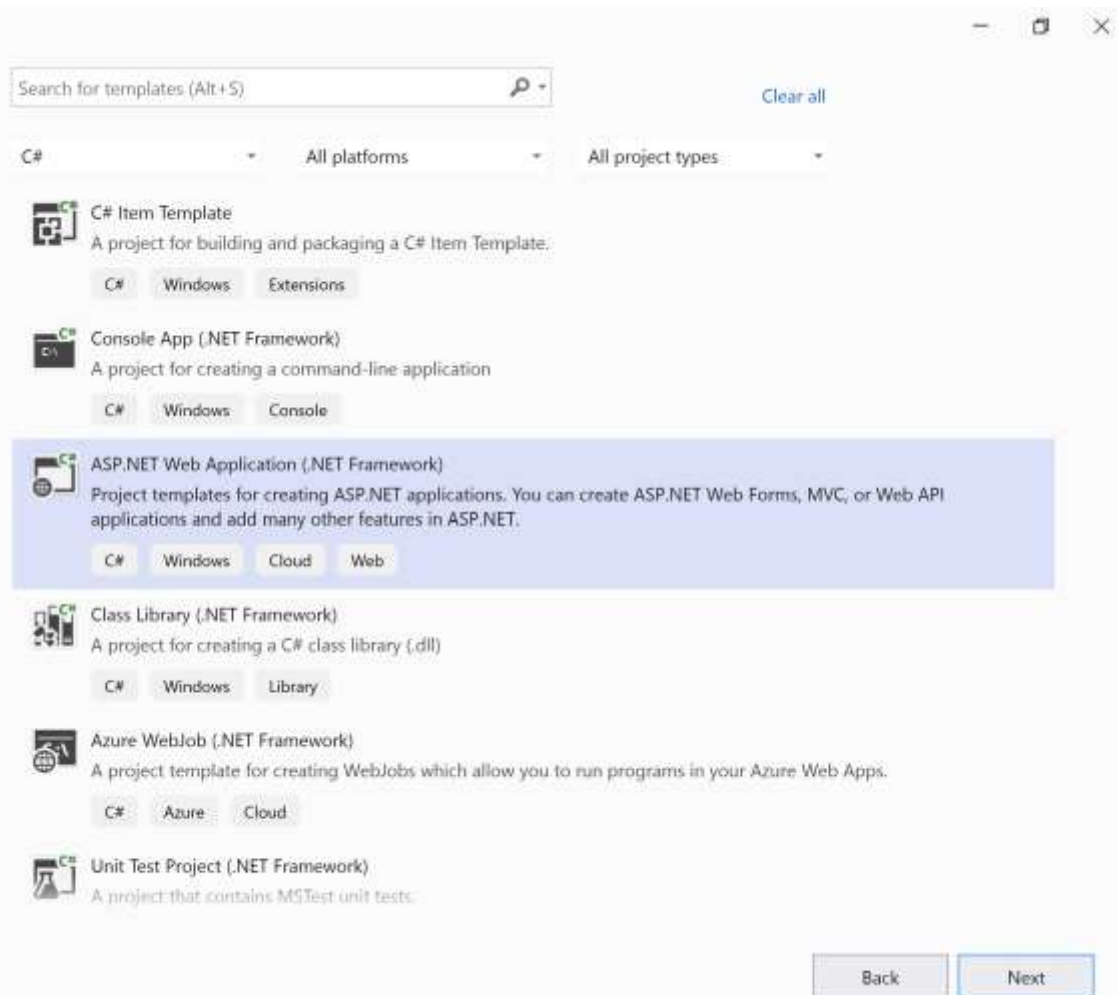 Search for templates (Alt+S)
Clear all
C#
All platforms
All project types
C# Item Template
A project for building and packaging a C# Item Template.
C# Windows Extensions
Console App (.NET Framework)
A project for creating a command-line application
C# Windows Console
ASP.NET Web Application (.NET Framework)
Project templates for creating ASP.NET applications. You can create ASP.NET Web Forms, MVC, or Web API
applications and add many other features in ASP.NET.
C# Windows Cloud Web
Class Library (.NET Framework)
A project for creating a C# class library (.dll)
C# Windows Library
Azure WebJob (.NET Framework)
A project template for creating WebJobs which allow you to run programs in your Azure Web Apps.
C# Azure Cloud
Unit Test Project (.NET Framework)
A project that contains MSTest unit tests.
Back
Next